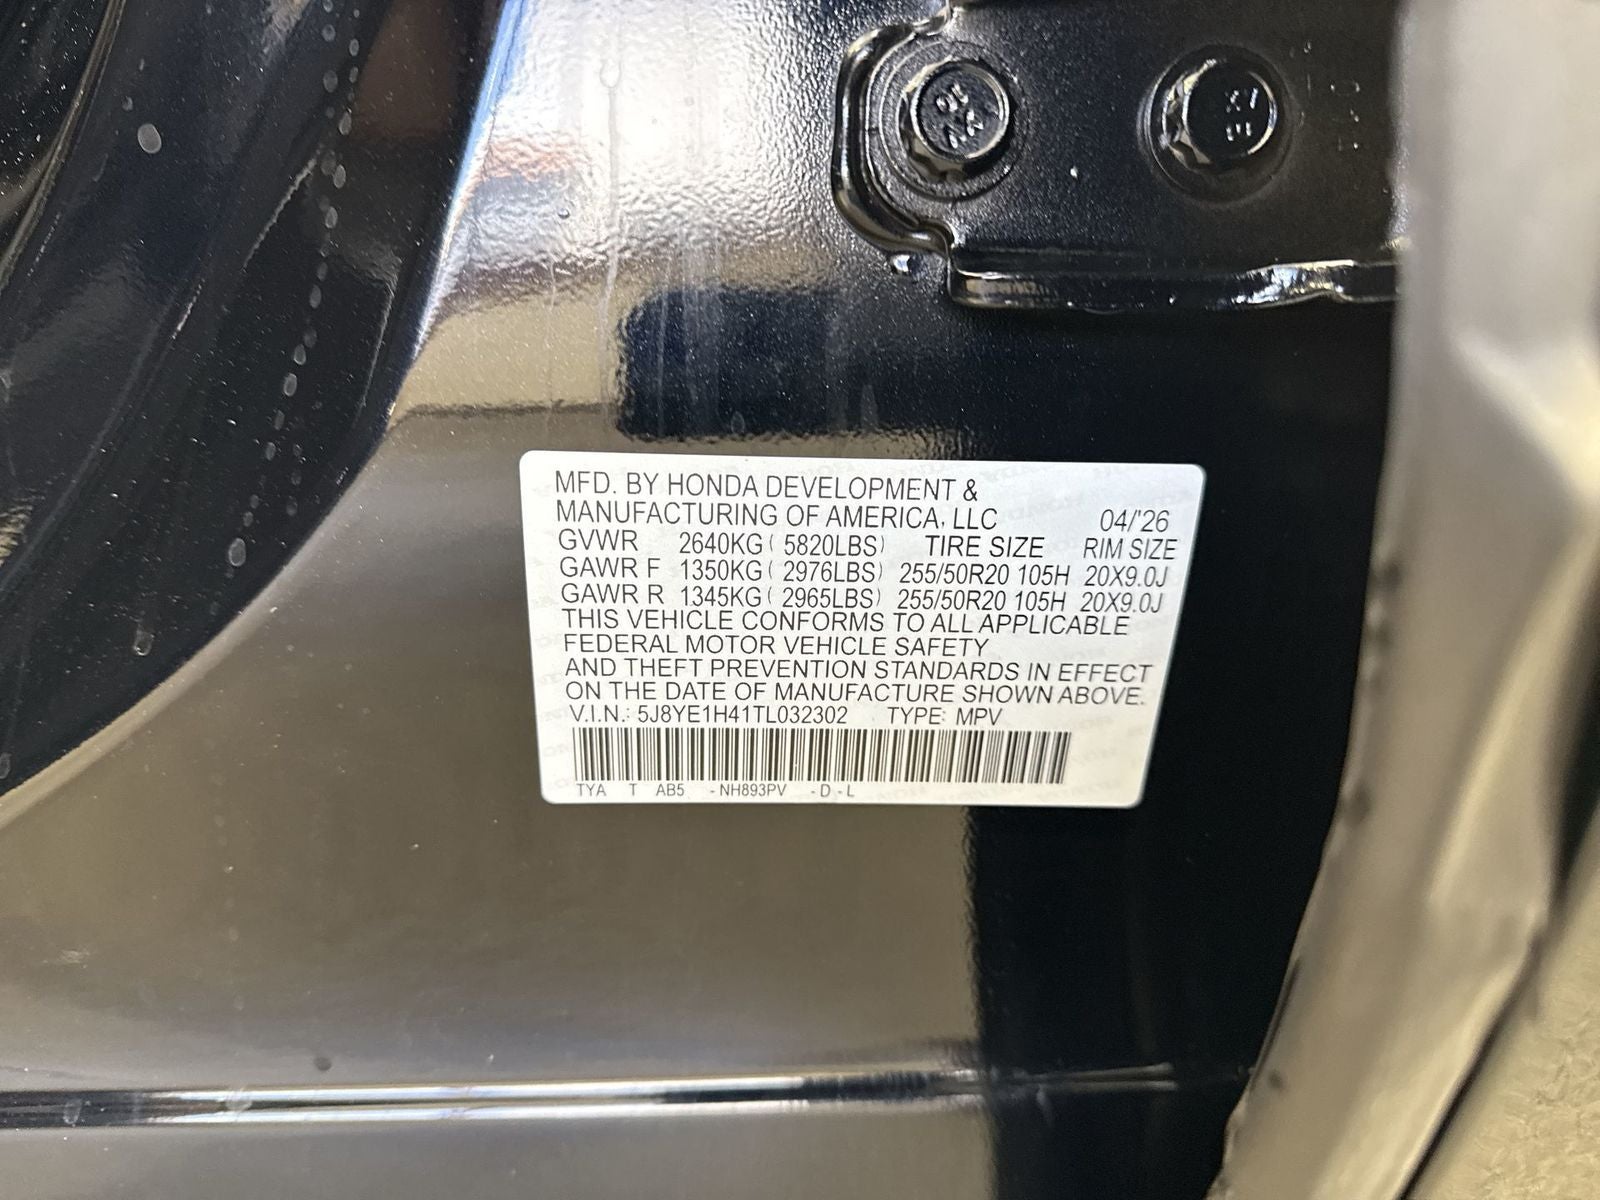 MFD. BY HONDA DEVELOPMENT &
MANUFACTURING OF AMERICA, LLC 04/'26
GVWR 2640KG ( 5820LBS) TIRE SIZE RIM SIZE
GAWR F 1350KG ( 2976LBS) 255/50R20 105H 20X9.0J
GAWR R 1345KG ( 2965LBS) 255/50R20 105H 20X9.0J
THIS VEHICLE CONFORMS TO ALL APPLICABLE
FEDERAL MOTOR VEHICLE SAFETY
AND THEFT PREVENTION STANDARDS IN EFFECT
ON THE DATE OF MANUFACTURE SHOWN ABOVE.
V.I.N.: 5J8YE1H41TL032302 TYPE: MPV
TYA T AB5 -NH893PV -D-L